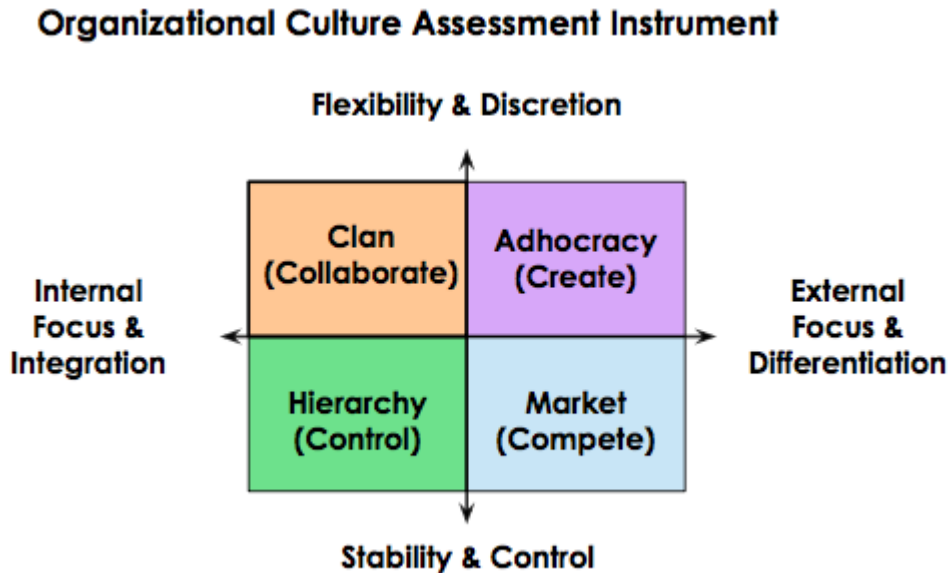 Organizational Culture Assessment Instrument
Flexibility & Discretion
Clan
(Collaborate)
Adhocracy
(Create)
Internal
Focus &
Integration
External
Focus &
Differentiation
Hierarchy
(Control)
Market
(Compete)
Stability & Control